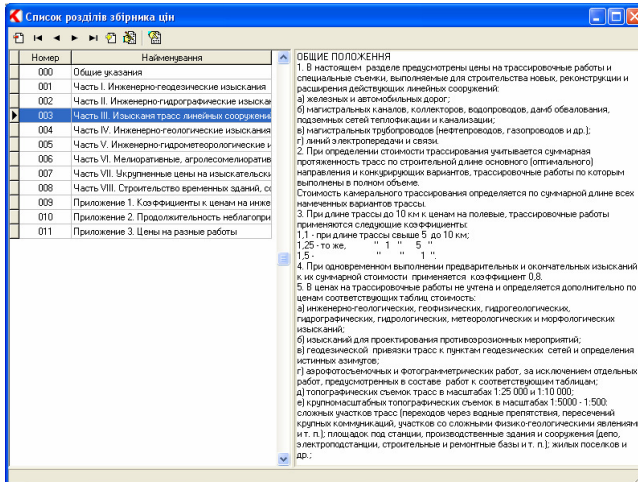 Список розділів збірника цін
Номер Найменування
000 Общие указания
001 Часть I. Инженерно-геодезические изыскания
002 Часть II. Инженерно-гидрографические изыскан
003 Часть III. Изысканя трасс линейных сооружени
004 Часть IV. Инженерно-геологические изыскания
005 Часть V. Инженерно-гидрометеорологические и
006 Часть VI. Мелиоративные, агролесомелиоратив
007 Часть VII. Укрупненные цены на изыскательски
008 Часть VIII. Строительство временных зданий, со
009 Приложение 1. Коэффициенты к ценам на инже
010 Приложение 2. Продолжительность неблагопри
011 Приложение 3. Цены на разные работы
ОБЩИЕ ПОЛОЖЕННЯ
1. В настоящем разделе предусмотрены цены на трассировочные работы и
специальные съемки, выполняемые для строительства новых, реконструкции и
расширения действующих линейных сооружений:
а) железных и автомобильных дорог;
б) магистральных каналов, коллекторов, водопроводов, дамб обвалования,
подземных сетей теплофикации и канализации;
в) магистральных трубопроводов (нефтепроводов, газопроводов и др.);
г) линий электропередачи и связи.
2. При определении стоимости трассирования учитывается суммарная
протяженность трасс по строительной длине основного (оптимального)
направления и конкурирующих вариантов, трассировочные работы по которым
выполнены в полном объеме.
Стоимость камерального трассирования определяется по суммарной длине всех
намеченных вариантов трассы.
3. При длине трассы до 10 км к ценам на полевые, трассировочные работы
применяются следующие коэффициенты:
1,1 - при длине трассы свыше 5 до 10 км;
1,25 - то же, " 1 " 5 ".
1,5 - " " 1 ".
4. При одновременном выполнении предварительных и окончательных изысканий
к их суммарной стоимости применяется коэффициент 0,8.
5. В ценах на трассировочные работы не учтена и определяется дополнительно по
ценам соответствующих таблиц стоимость:
а) инженерно-геологических, геофизических, гидрогеологических,
гидрографических, гидрологических, метеорологических и морфологических
изысканий;
б) изысканий для проектирования противоэрозионных мероприятий;
в) геодезической привязки трасс к пунктам геодезических сетей и определения
истинных азимутов;
г) аэрофотосъемочных и фотограмметрических работ, за исключением отдельных
работ, предусмотренных в составе работ к соответствующим таблицам;
д) топографических съемок трасс в масштабах 1:25 000 и 1:10 000;
е) крупномасштабных топографических съемок в масштабах 1:5000 - 1:500:
сложных участков трасс (переходов через водные препятствия, пересечений
крупных коммуникаций, участков со сложными физико-геологическими явлениями
и т. п.); площадок под станции, производственные здания и сооружения (депо,
электроподстанции, строительные и ремонтные базы и т. п.); жилых поселков и
др.;